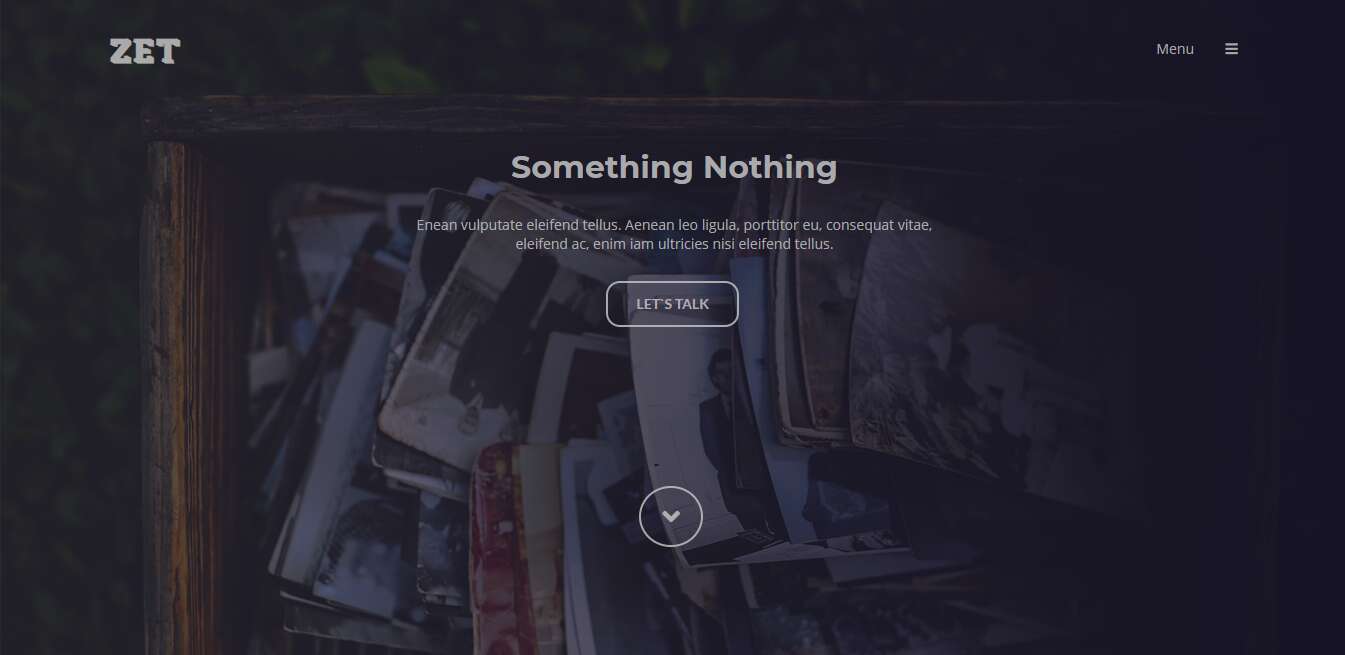 ZET
Menu
Something Nothing
Enean vulputate eleifend tellus. Aenean leo ligula, porttitor eu, consequat vitae,
eleifend ac, enim iam ultricies nisi eleifend tellus.
LET`S TALK